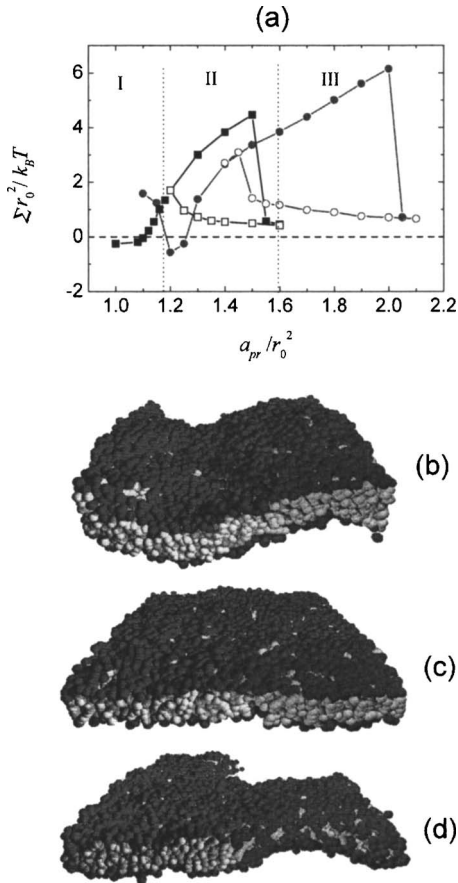 (a)
I II III
6
4
2
0
-2
Σr₀²/k_BT
1.0 1.2 1.4 1.6 1.8 2.0 2.2
a_pr/r₀²
(b)
(c)
(d)